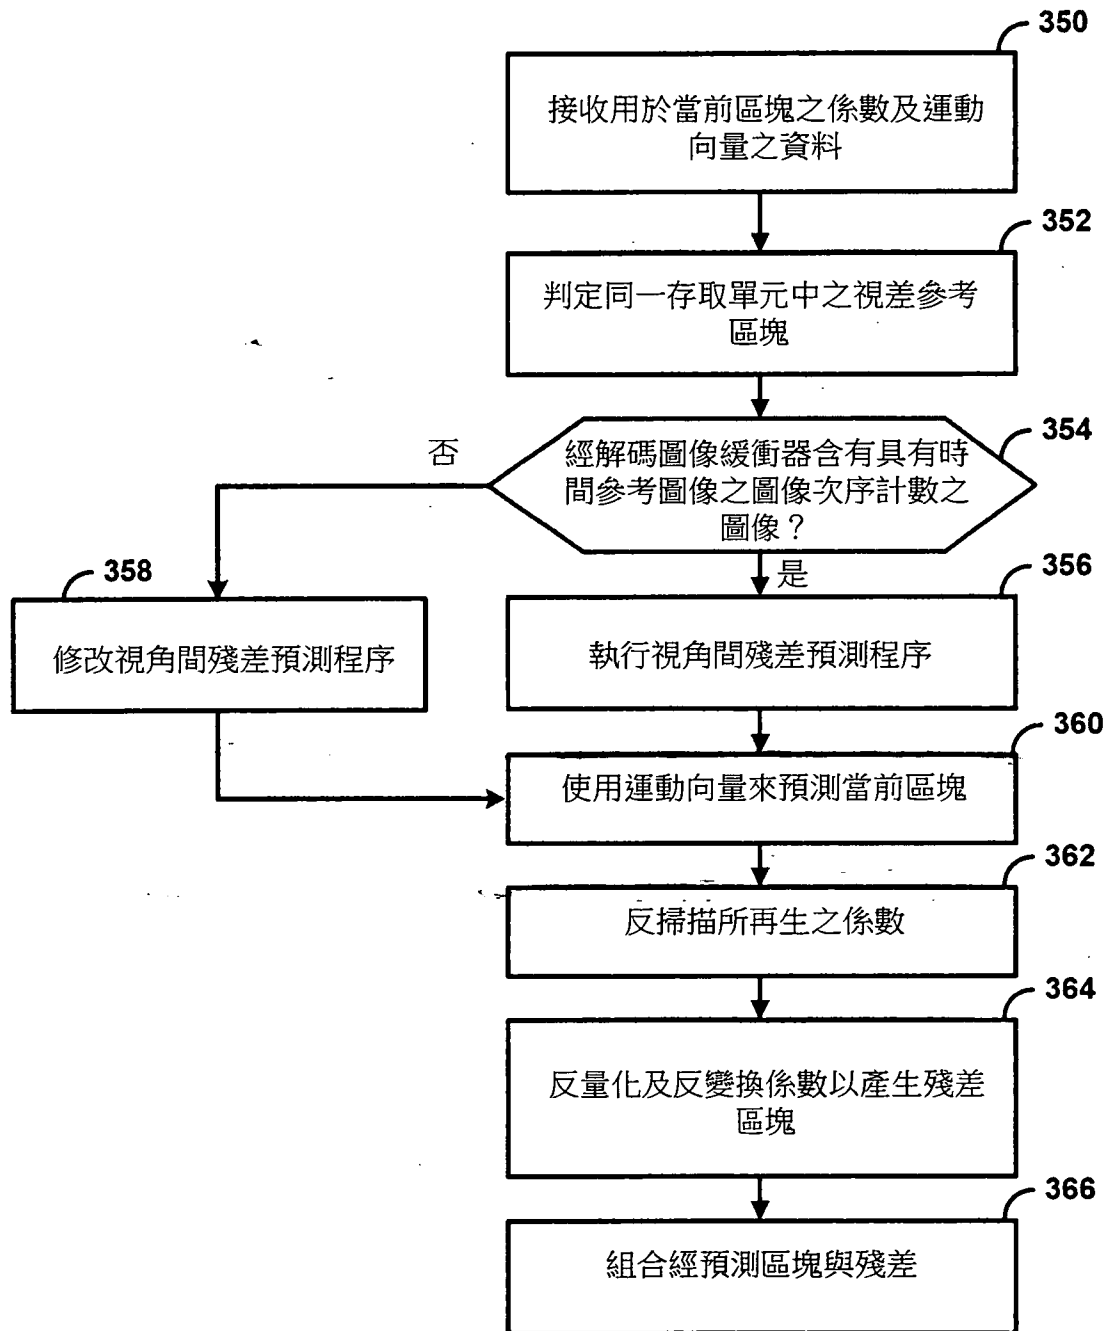 350
接收用於當前區塊之係數及運動
向量之資料
352
判定同一存取單元中之視差參考
區塊
354
否
經解碼圖像緩衝器含有具有時
間參考圖像之圖像次序計數之
圖像？
是
356
358
修改視角間殘差預測程序
執行視角間殘差預測程序
360
使用運動向量來預測當前區塊
362
反掃描所再生之係數
364
反量化及反變換係數以產生殘差
區塊
366
組合經預測區塊與殘差